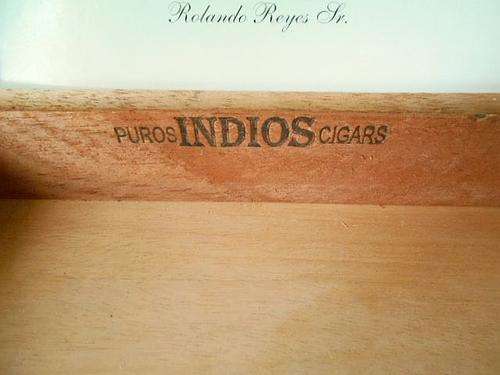 Rolando Reyes Sr.
PUROS INDIOS CIGARS